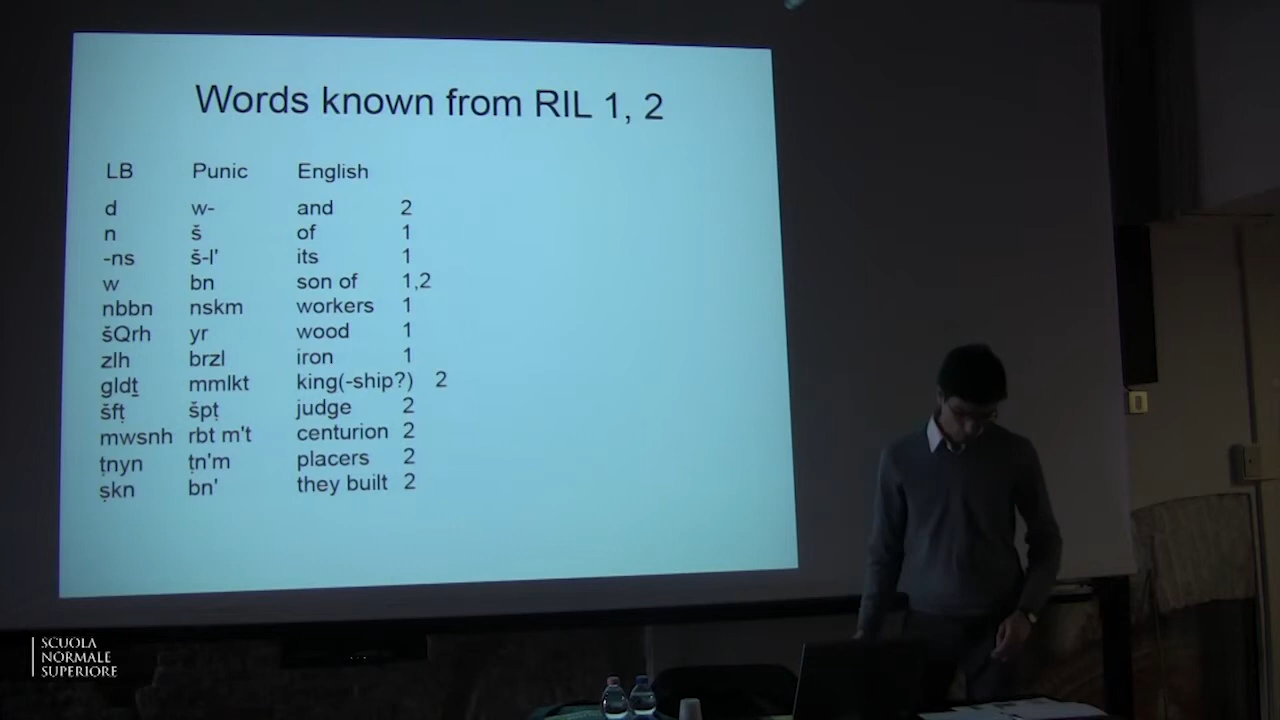 Words known from RIL 1, 2
LB Punic English
d w- and 2
n š of 1
-ns š-l' its 1
w bn son of 1,2
nbbn nskm workers 1
šQrh yr wood 1
zlh brzl iron 1
gldṯ mmlkt king(-ship?) 2
šfṭ špṭ judge 2
mwsnh rbt m't centurion 2
ṭnyn ṭn'm placers 2
ṣkn bn' they built 2
SCUOLA
NORMALE
SUPERIORE